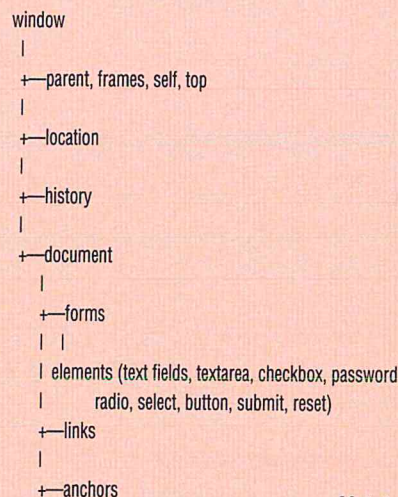 window
|
+—parent, frames, self, top
|
+—location
|
+—history
|
+—document
|
+—forms
| |
| elements (text fields, textarea, checkbox, password
| radio, select, button, submit, reset)
+—links
|
+—anchors